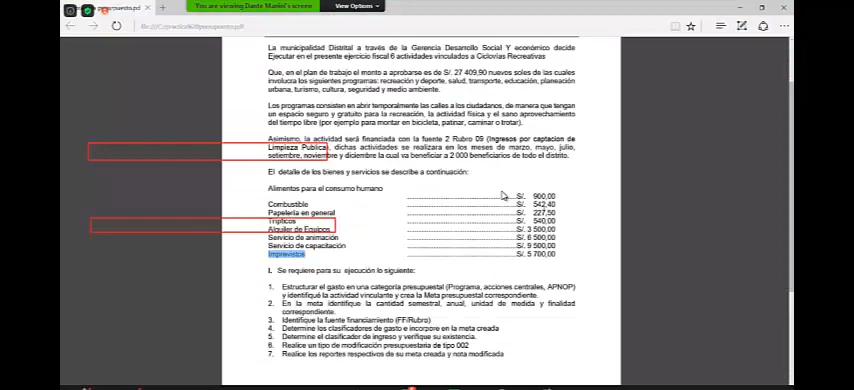 You are viewing Dante Marini's screen
View Options
La municipalidad Distrital a través de la Gerencia Desarrollo Social Y económico decide
Ejecutar en el presente ejercicio fiscal 6 actividades vinculados a Ciclovías Recreativas
Que, en el plan de trabajo el monto a aprobarse es de S/. 27 409,90 nuevos soles de las cuales
involucra los siguientes programas: recreación y deporte, salud, transporte, educación, planeación
urbana, turismo, cultura, seguridad y medio ambiente.
Los programas consisten en abrir temporalmente las calles a los ciudadanos, de manera que tengan
un espacio seguro y gratuito para la recreación, la actividad física y el sano aprovechamiento
del tiempo libre (por ejemplo para montar en bicicleta, patinar, caminar o trotar).
Asimismo, la actividad será financiada con la fuente 2 Rubro 09 (Ingresos por captacion de
Limpieza Publica), dichas actividades se realizara en los meses de marzo, mayo, julio,
setiembre, noviembre y diciembre la cual va beneficiar a 2 000 beneficiarios de todo el distrito.
El detalle de los bienes y servicios se describe a continuación:
Alimentos para el consumo humano S/. 900,00
Combustible S/. 542,40
Papelería en general S/. 227,50
Trípticos S/. 540,00
Alquiler de Equipos S/. 3 500,00
Servicio de animación S/. 6 500,00
Servicio de capacitación S/. 9 500,00
Imprevistos S/. 5 700,00
I. Se requiere para su ejecución lo siguiente:
1. Estructurar el gasto en una categoría presupuestal (Programa, acciones centrales, APNOP)
y identifiqué la actividad vinculante y crea la Meta presupuestal correspondiente.
2. En la meta identifique la cantidad semestral, anual, unidad de medida y finalidad
correspondiente.
3. Identifique la fuente financiamiento (FF/Rubro)
4. Determine los clasificadores de gasto e incorpore en la meta creada
5. Determine el clasificador de ingreso y verifique su existencia.
6. Realice un tipo de modificación presupuestaria de tipo 002
7. Realice los reportes respectivos de su meta creada y nota modificada